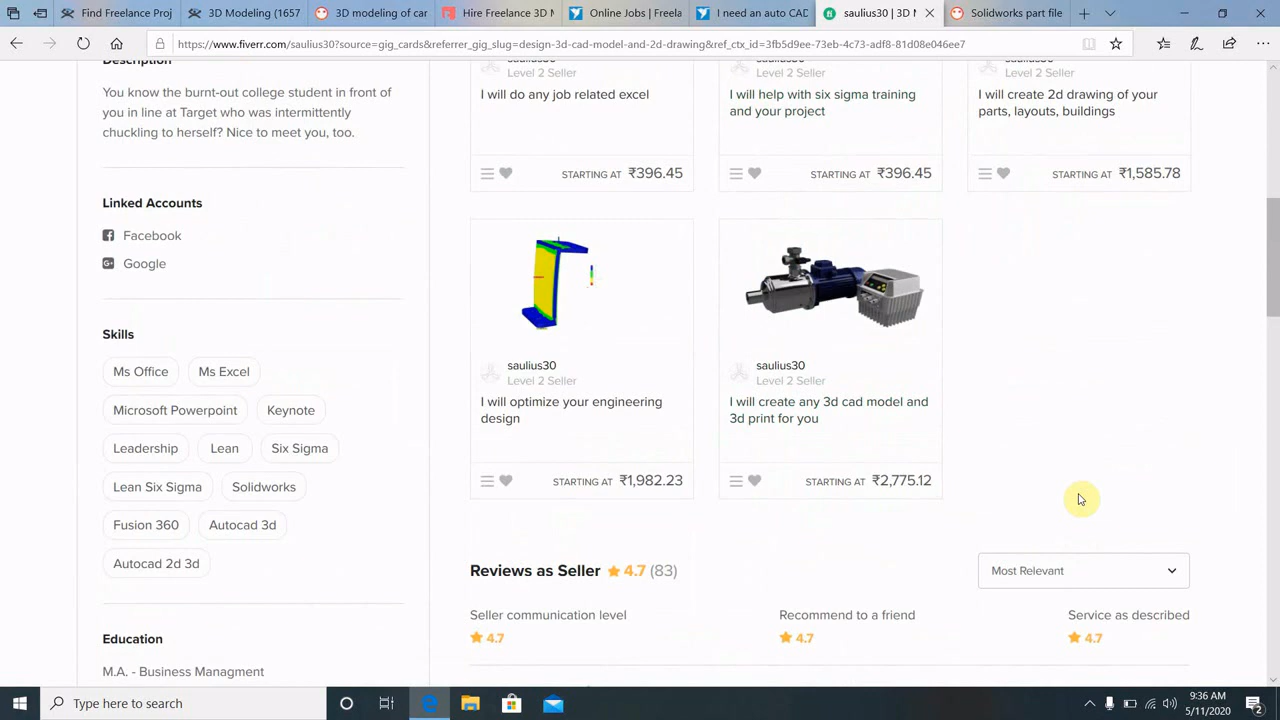 Find Freelance Proj
3D Modeling (1657
3D modeling of car
Hire Freelance 3D M
Online Jobs | Freela
I need an auto CAD
saulius30 | 3D M
Solidworks part file
https://www.fiverr.com/saulius30?source=gig_cards&referrer_gig_slug=design-3d-cad-model-and-2d-drawing&ref_ctx_id=3fb5d9ee-73eb-4c73-adf8-81d08e046ee7
Description
You know the burnt-out college student in front of
you in line at Target who was intermittently
chuckling to herself? Nice to meet you, too.
Linked Accounts
Facebook
Google
Skills
Ms Office
Ms Excel
Microsoft Powerpoint
Keynote
Leadership
Lean
Six Sigma
Lean Six Sigma
Solidworks
Fusion 360
Autocad 3d
Autocad 2d 3d
Education
M.A. - Business Managment
saulius30
Level 2 Seller
I will do any job related excel
STARTING AT ₹396.45
saulius30
Level 2 Seller
I will help with six sigma training
and your project
STARTING AT ₹396.45
saulius30
Level 2 Seller
I will create 2d drawing of your
parts, layouts, buildings
STARTING AT ₹1,585.78
saulius30
Level 2 Seller
I will optimize your engineering
design
STARTING AT ₹1,982.23
saulius30
Level 2 Seller
I will create any 3d cad model and
3d print for you
STARTING AT ₹2,775.12
Reviews as Seller 4.7 (83)
Most Relevant
Seller communication level
4.7
Recommend to a friend
4.7
Service as described
4.7
Type here to search
9:36 AM
5/11/2020
2